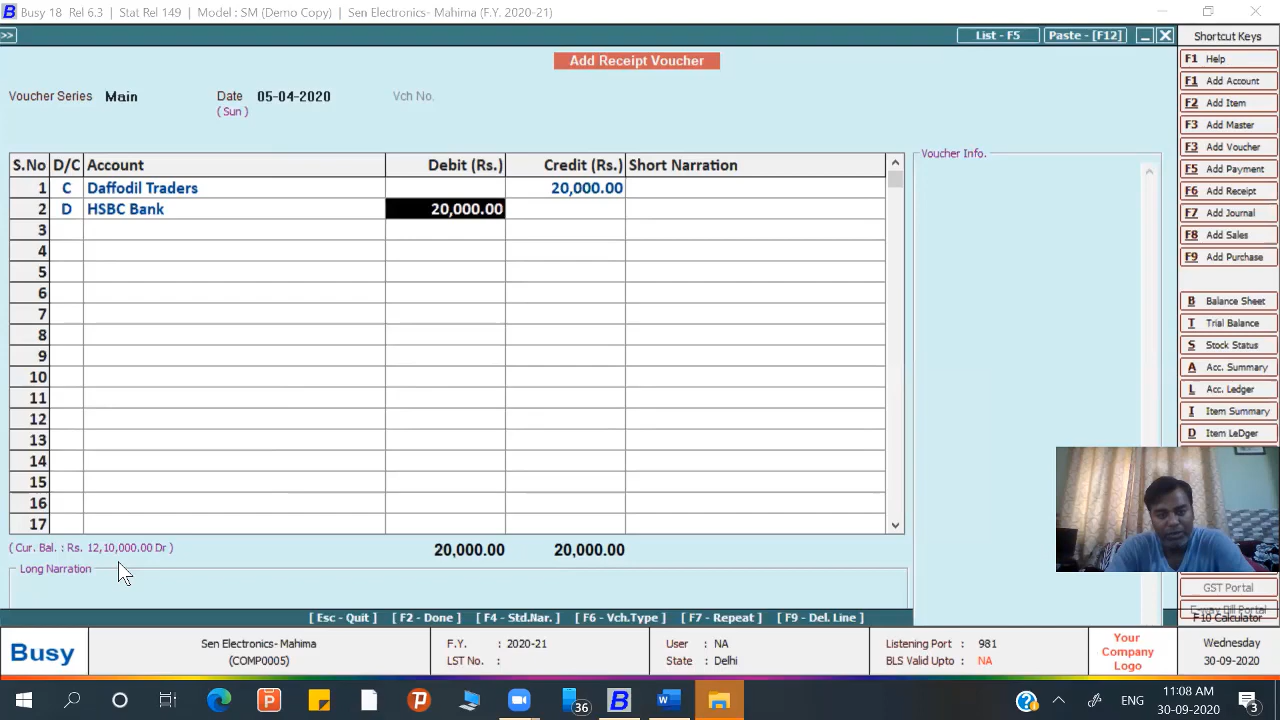 Busy 18 Rel 6.3 | Stat Rel 149 | Model : SM (Demo Copy) | Sen Electronics- Mahima (F.Y. 2020-21)
>>
List - F5
Paste - [F12]
Shortcut Keys
Add Receipt Voucher
Voucher Series Main
Date 05-04-2020
Vch No.
( Sun )
S.No D/C Account Debit (Rs.) Credit (Rs.) Short Narration
1 C Daffodil Traders 20,000.00
2 D HSBC Bank 20,000.00
3
4
5
6
7
8
9
10
11
12
13
14
15
16
17
( Cur. Bal. : Rs. 12,10,000.00 Dr ) 20,000.00 20,000.00
Long Narration
Voucher Info.
F1 Help
F1 Add Account
F2 Add Item
F3 Add Master
F3 Add Voucher
F5 Add Payment
F6 Add Receipt
F7 Add Journal
F8 Add Sales
F9 Add Purchase
B Balance Sheet
T Trial Balance
S Stock Status
A Acc. Summary
L Acc. Ledger
I Item Summary
D Item LeDger
GST Portal
F10 Calculator
[ Esc - Quit ] [ F2 - Done ] [ F4 - Std.Nar. ] [ F6 - Vch.Type ] [ F7 - Repeat ] [ F9 - Del. Line ]
Busy
Sen Electronics- Mahima
(COMP0005)
F.Y. : 2020-21
LST No. :
User : NA
State : Delhi
Listening Port : 981
BLS Valid Upto : NA
Your
Company
Logo
Wednesday
30-09-2020
36
ENG
11:08 AM
30-09-2020
3